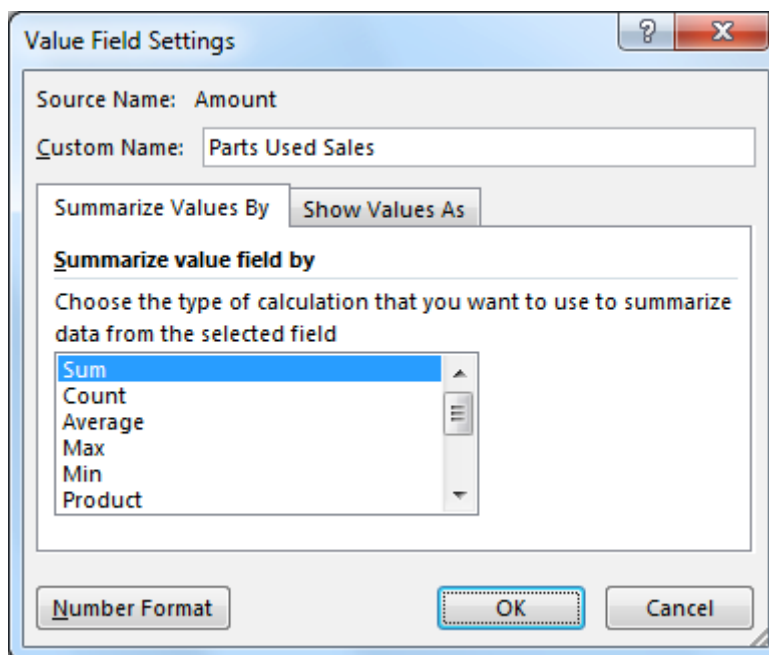 Value Field Settings
Source Name: Amount
Custom Name: Parts Used Sales
Summarize Values By Show Values As
Summarize value field by
Choose the type of calculation that you want to use to summarize
data from the selected field
Sum
Count
Average
Max
Min
Product
Number Format OK Cancel